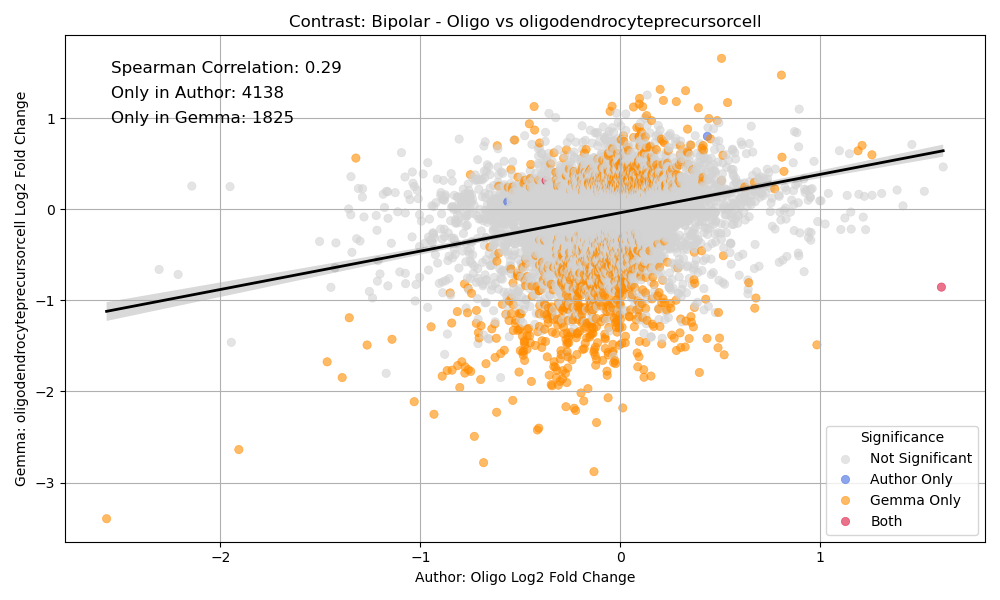 Contrast: Bipolar - Oligo vs oligodendrocyteprecursorcell
Spearman Correlation: 0.29
Only in Author: 4138
Only in Gemma: 1825
Gemma: oligodendrocyteprecursorcell Log2 Fold Change
1
0
−1
−2
−3
Significance
Not Significant
Author Only
Gemma Only
Both
−2
−1
0
1
Author: Oligo Log2 Fold Change